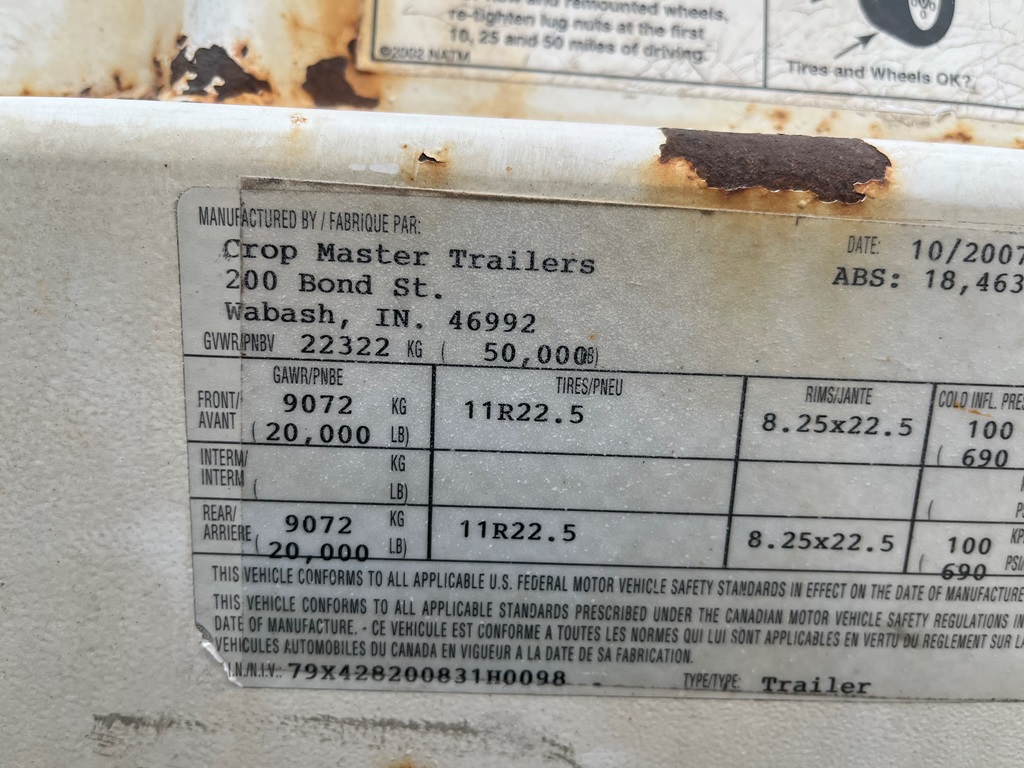 remounted wheels,
re-tighten lug nuts at the first
10, 25 and 50 miles of driving.
©2002 NATM
Tires and Wheels OK?
MANUFACTURED BY / FABRIQUE PAR:
Crop Master Trailers
200 Bond St.
Wabash, IN. 46992
DATE: 10/2007
ABS: 18,463
GVWR/PNBV 22322 KG ( 50,000 LB)
GAWR/PNBE TIRES/PNEU RIMS/JANTE COLD INFL. PRES
FRONT/ AVANT 9072 KG 11R22.5 8.25x22.5 100
( 20,000 LB) ( 690
INTERM/ INTERM KG
( LB) (
REAR/ ARRIERE 9072 KG 11R22.5 8.25x22.5 100 KP
( 20,000 LB) ( 690 PSI/
THIS VEHICLE CONFORMS TO ALL APPLICABLE U.S. FEDERAL MOTOR VEHICLE SAFETY STANDARDS IN EFFECT ON THE DATE OF MANUFACTURE
THIS VEHICLE CONFORMS TO ALL APPLICABLE STANDARDS PRESCRIBED UNDER THE CANADIAN MOTOR VEHICLE SAFETY REGULATIONS IN
DATE OF MANUFACTURE. - CE VEHICULE EST CONFORME A TOUTES LES NORMES QUI LUI SONT APPLICABLES EN VERTU DU REGLEMENT SUR LA
VEHICULES AUTOMOBILES DU CANADA EN VIGUEUR A LA DATE DE SA FABRICATION.
I.N./N.I.V.: 79X428200831H0098 - TYPE/TYPE: Trailer